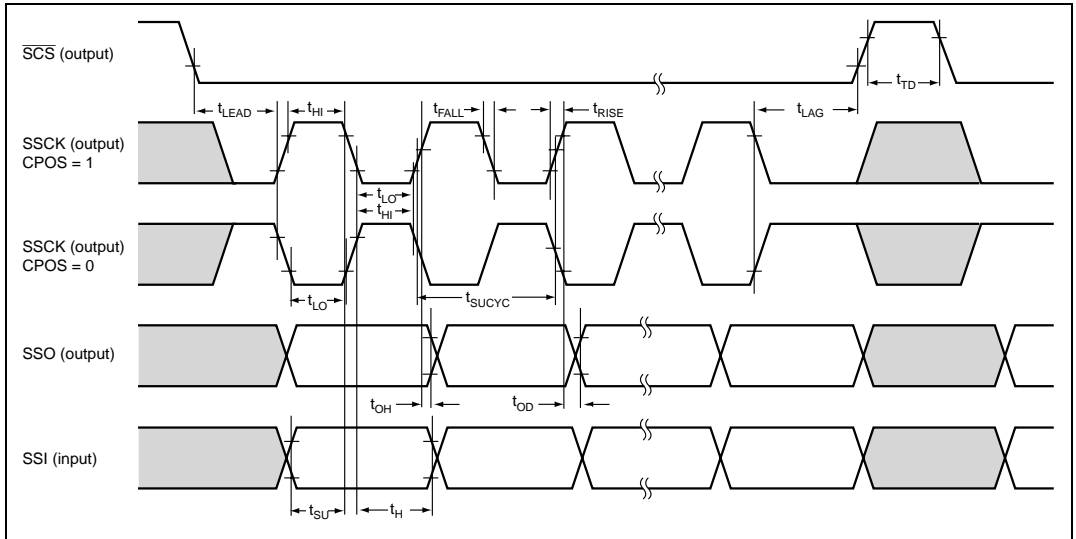 SCS (output)
tTD
tLEAD
tHI
tFALL
tRISE
tLAG
SSCK (output)
CPOS = 1
tLO
tHI
SSCK (output)
CPOS = 0
tLO
tSUCYC
SSO (output)
tOH
tOD
SSI (input)
tSU
tH